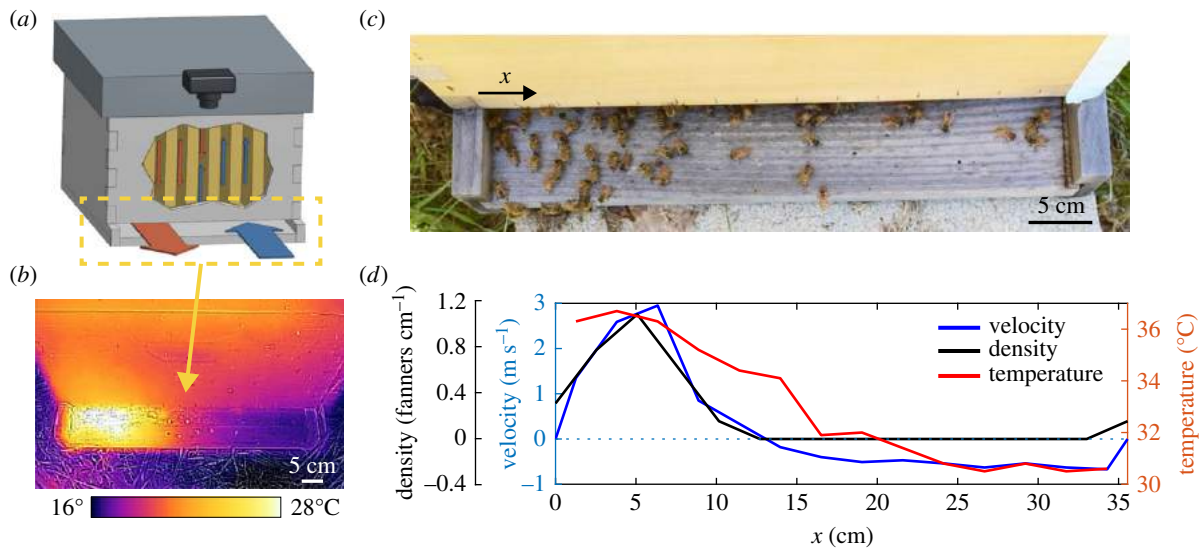 (a)
(b)
16° 28°C
5 cm
(c)
x
5 cm
(d)
density (fanners cm⁻¹)
1.2
0.8
0.4
0
–0.4
velocity (m s⁻¹)
3
2
1
0
–1
velocity
density
temperature
36
34
32
30
temperature (°C)
0 5 10 15 20 25 30 35
x (cm)